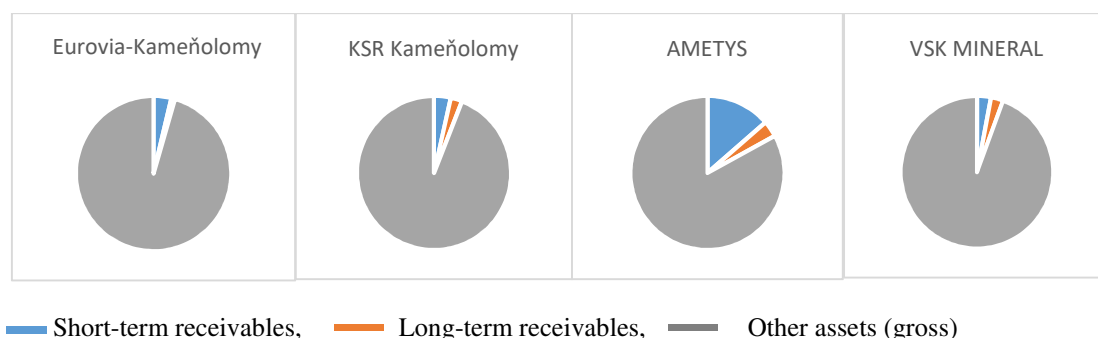 Eurovia-Kameňolomy
KSR Kameňolomy
AMETYS
VSK MINERAL
Short-term receivables, Long-term receivables, Other assets (gross)